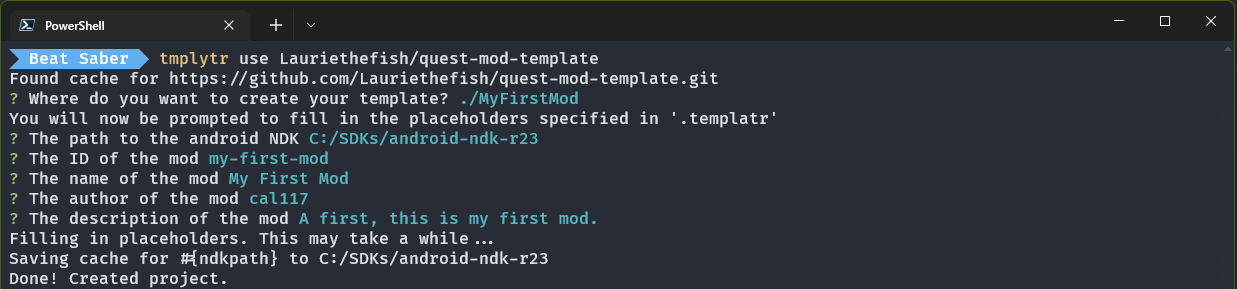 PowerShell
Beat Saber tmplytr use Lauriethefish/quest-mod-template
Found cache for https://github.com/Lauriethefish/quest-mod-template.git
? Where do you want to create your template? ./MyFirstMod
You will now be prompted to fill in the placeholders specified in '.templatr'
? The path to the android NDK C:/SDKs/android-ndk-r23
? The ID of the mod my-first-mod
? The name of the mod My First Mod
? The author of the mod cal117
? The description of the mod A first, this is my first mod.
Filling in placeholders. This may take a while...
Saving cache for #{ndkpath} to C:/SDKs/android-ndk-r23
Done! Created project.